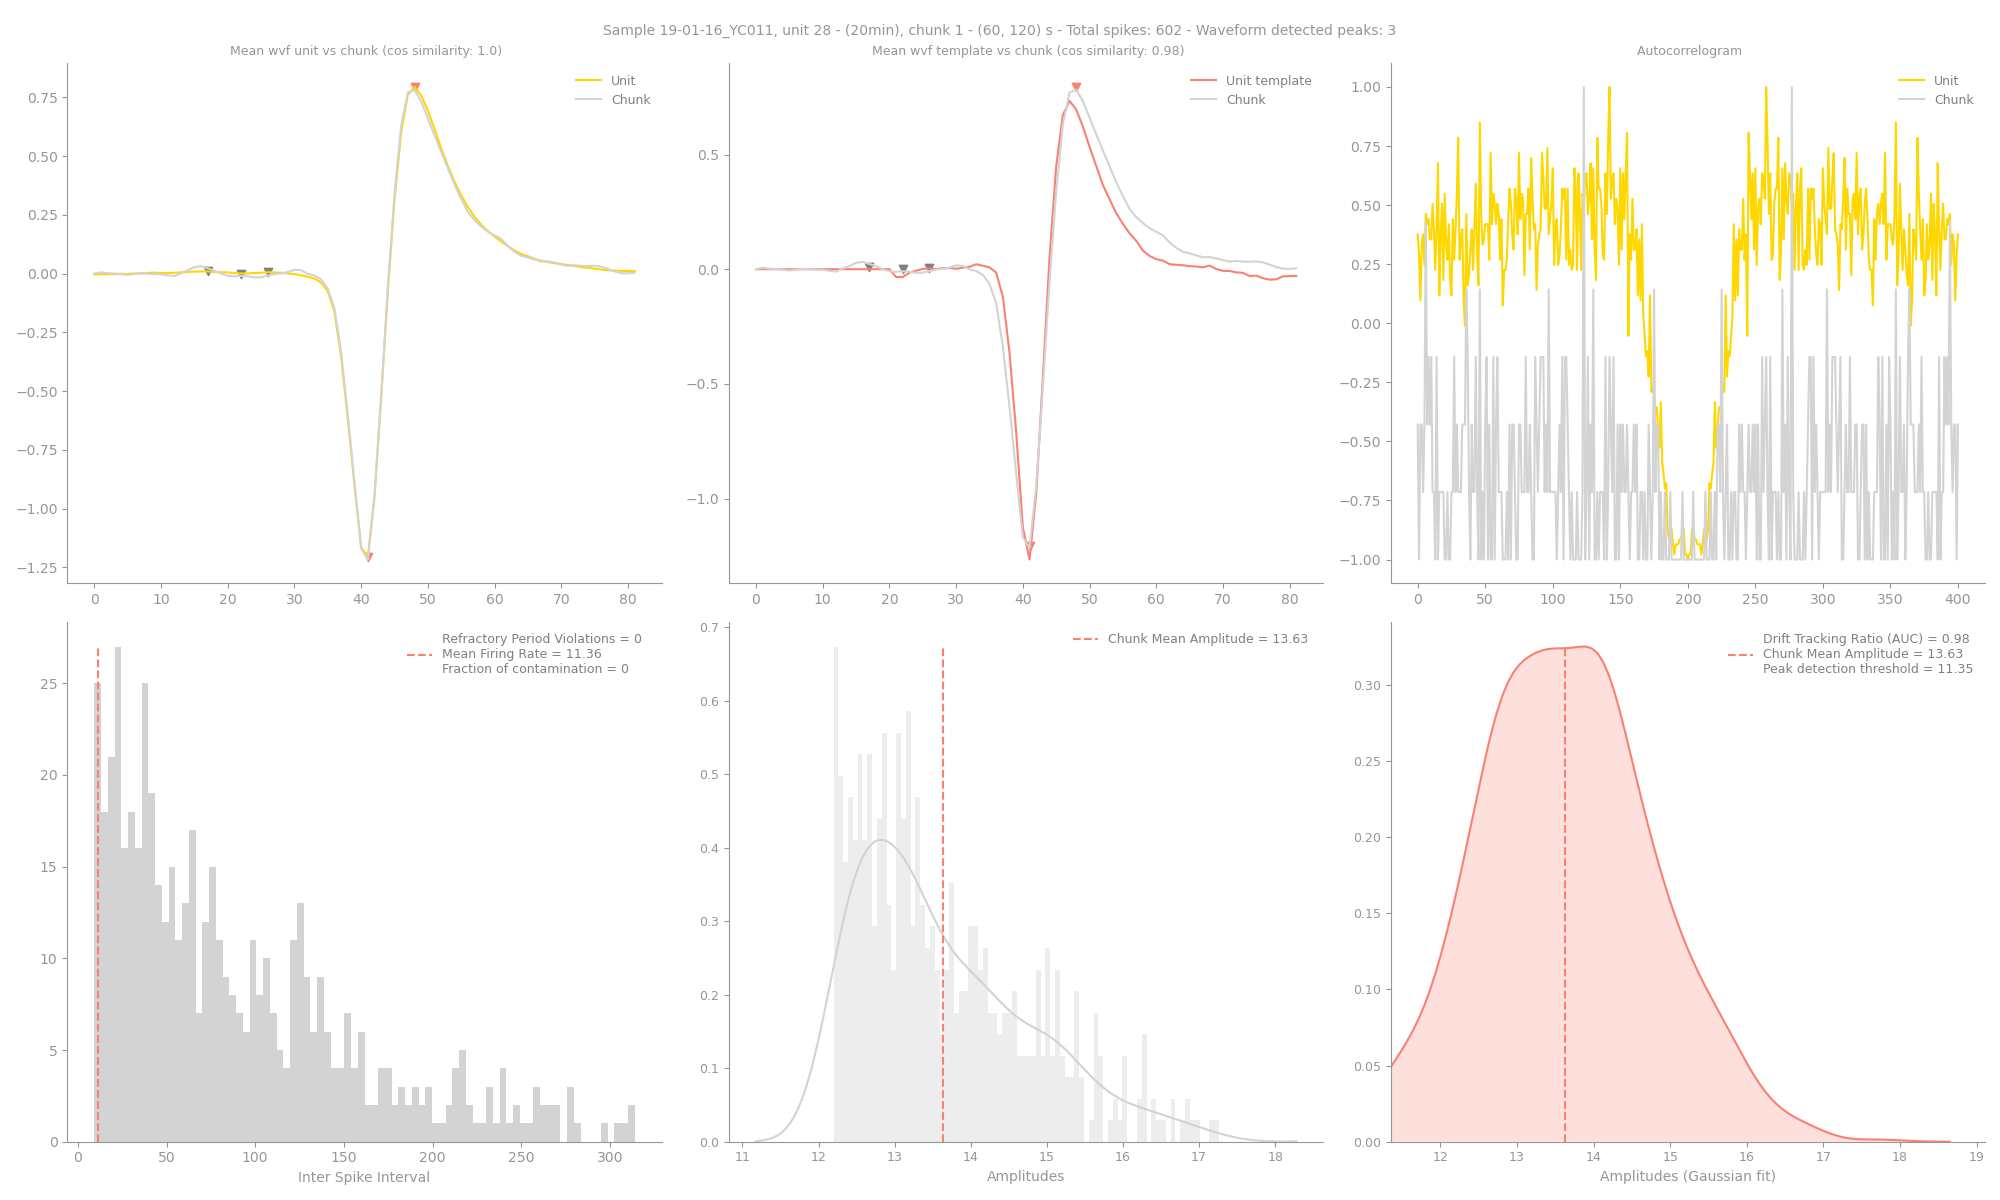 Sample 19-01-16_YC011, unit 28 - (20min), chunk 1 - (60, 120) s - Total spikes: 602 - Waveform detected peaks: 3
Mean wvf unit vs chunk (cos similarity: 1.0)
Unit
Chunk
0.75
0.50
0.25
0.00
−0.25
−0.50
−0.75
−1.00
−1.25
0 10 20 30 40 50 60 70 80
Mean wvf template vs chunk (cos similarity: 0.98)
Unit template
Chunk
0.5
0.0
−0.5
−1.0
0 10 20 30 40 50 60 70 80
Autocorrelogram
Unit
Chunk
1.00
0.75
0.50
0.25
0.00
−0.25
−0.50
−0.75
−1.00
0 50 100 150 200 250 300 350 400
Refractory Period Violations = 0
Mean Firing Rate = 11.36
Fraction of contamination = 0
25
20
15
10
5
0
0 50 100 150 200 250 300
Inter Spike Interval
Chunk Mean Amplitude = 13.63
0.7
0.6
0.5
0.4
0.3
0.2
0.1
0.0
11 12 13 14 15 16 17 18
Amplitudes
Drift Tracking Ratio (AUC) = 0.98
Chunk Mean Amplitude = 13.63
Peak detection threshold = 11.35
0.30
0.25
0.20
0.15
0.10
0.05
0.00
12 13 14 15 16 17 18 19
Amplitudes (Gaussian fit)